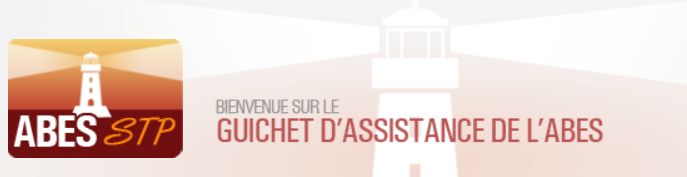 ABES STP
BIENVENUE SUR LE
GUICHET D'ASSISTANCE DE L'ABES